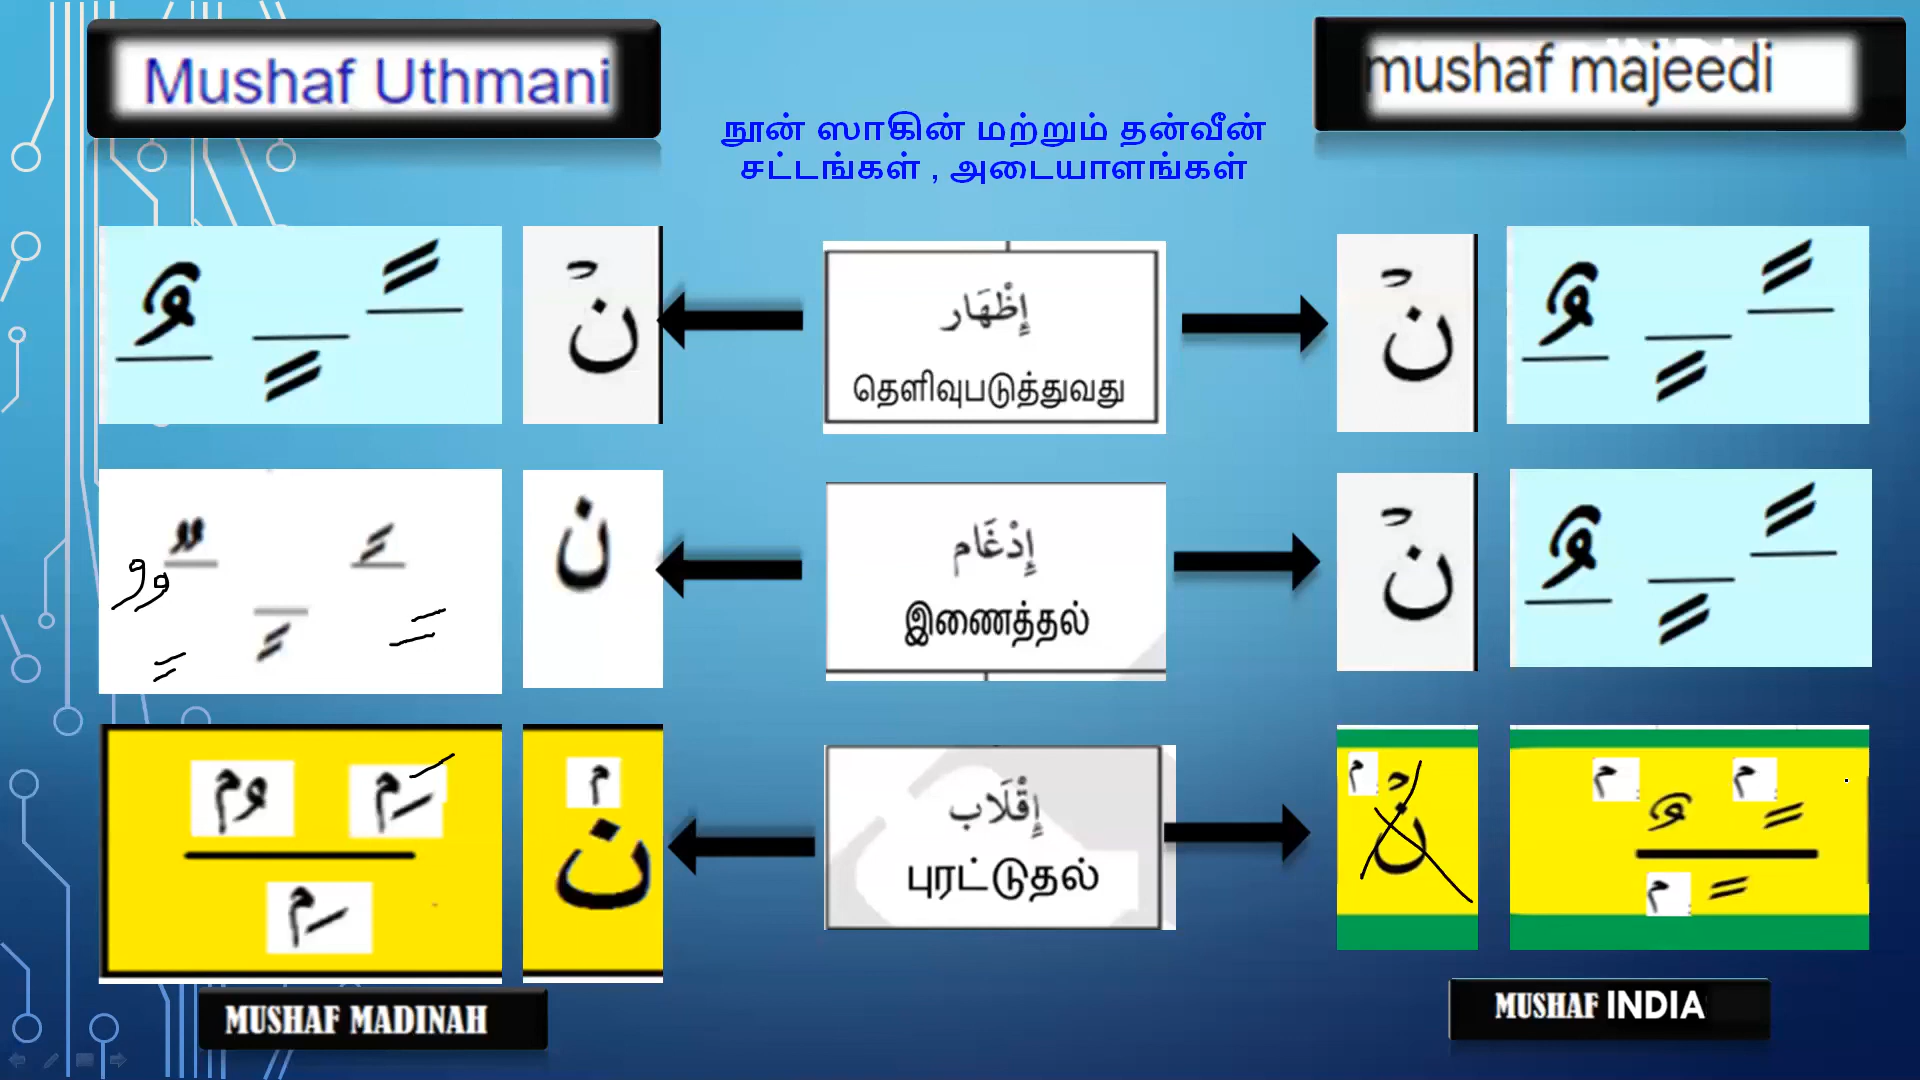 Mushaf Uthmani
mushaf majeedi
நூன் ஸாகின் மற்றும் தன்வீன்
சட்டங்கள் , அடையாளங்கள்
نْ
إِظْهَار
தெளிவுபடுத்துவது
نْ
ن
إِدْغَام
இணைத்தல்
نْ
م
ن
إِقْلَاب
புரட்டுதல்
م
نْ
م
م
م
MUSHAF MADINAH
MUSHAF INDIA